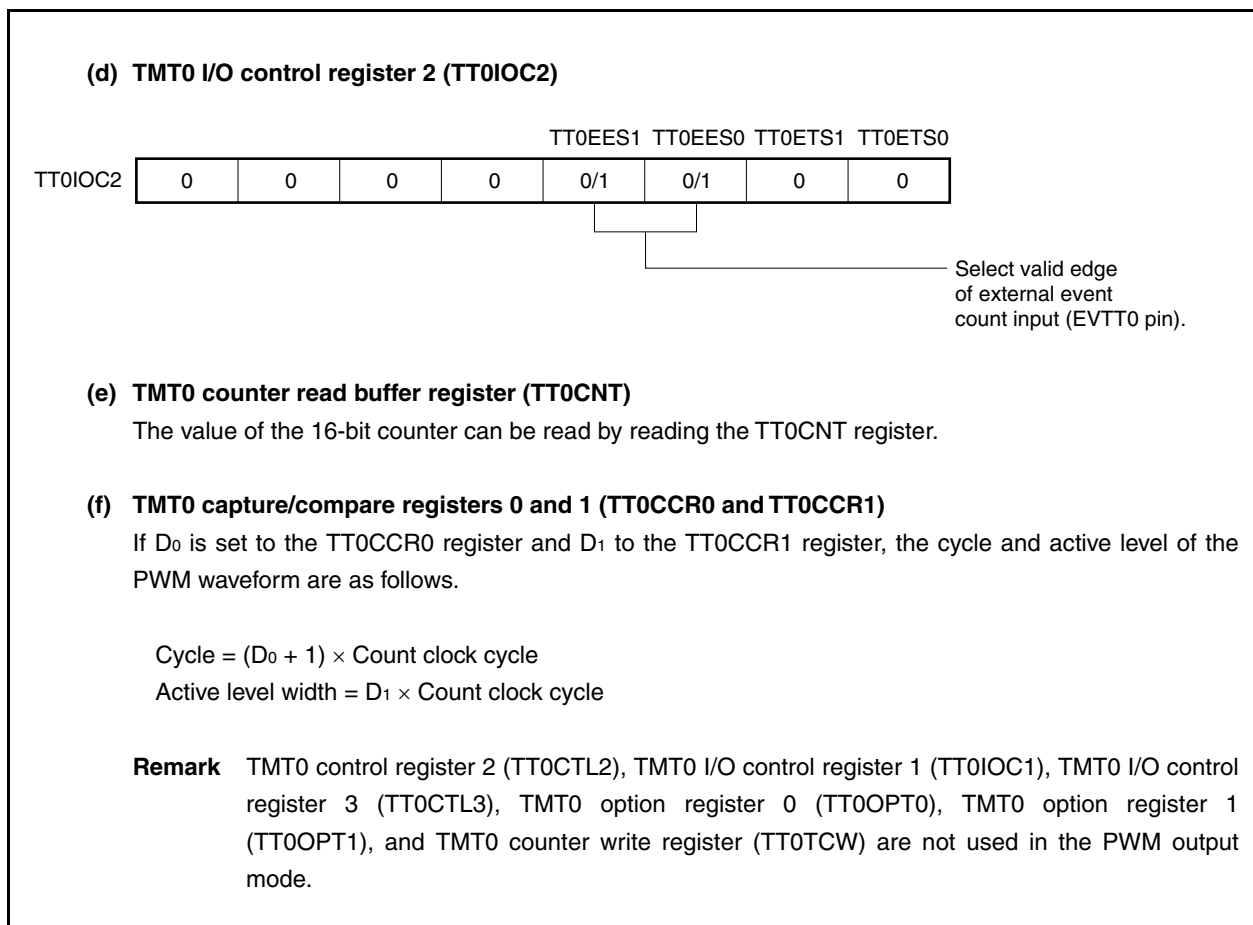 (d) TMT0 I/O control register 2 (TT0IOC2)
TT0EES1 TT0EES0 TT0ETS1 TT0ETS0
TT0IOC2 0 0 0 0 0/1 0/1 0 0
Select valid edge
of external event
count input (EVTT0 pin).
(e) TMT0 counter read buffer register (TT0CNT)
The value of the 16-bit counter can be read by reading the TT0CNT register.
(f) TMT0 capture/compare registers 0 and 1 (TT0CCR0 and TT0CCR1)
If D0 is set to the TT0CCR0 register and D1 to the TT0CCR1 register, the cycle and active level of the
PWM waveform are as follows.
Cycle = (D0 + 1) × Count clock cycle
Active level width = D1 × Count clock cycle
Remark TMT0 control register 2 (TT0CTL2), TMT0 I/O control register 1 (TT0IOC1), TMT0 I/O control
register 3 (TT0CTL3), TMT0 option register 0 (TT0OPT0), TMT0 option register 1
(TT0OPT1), and TMT0 counter write register (TT0TCW) are not used in the PWM output
mode.